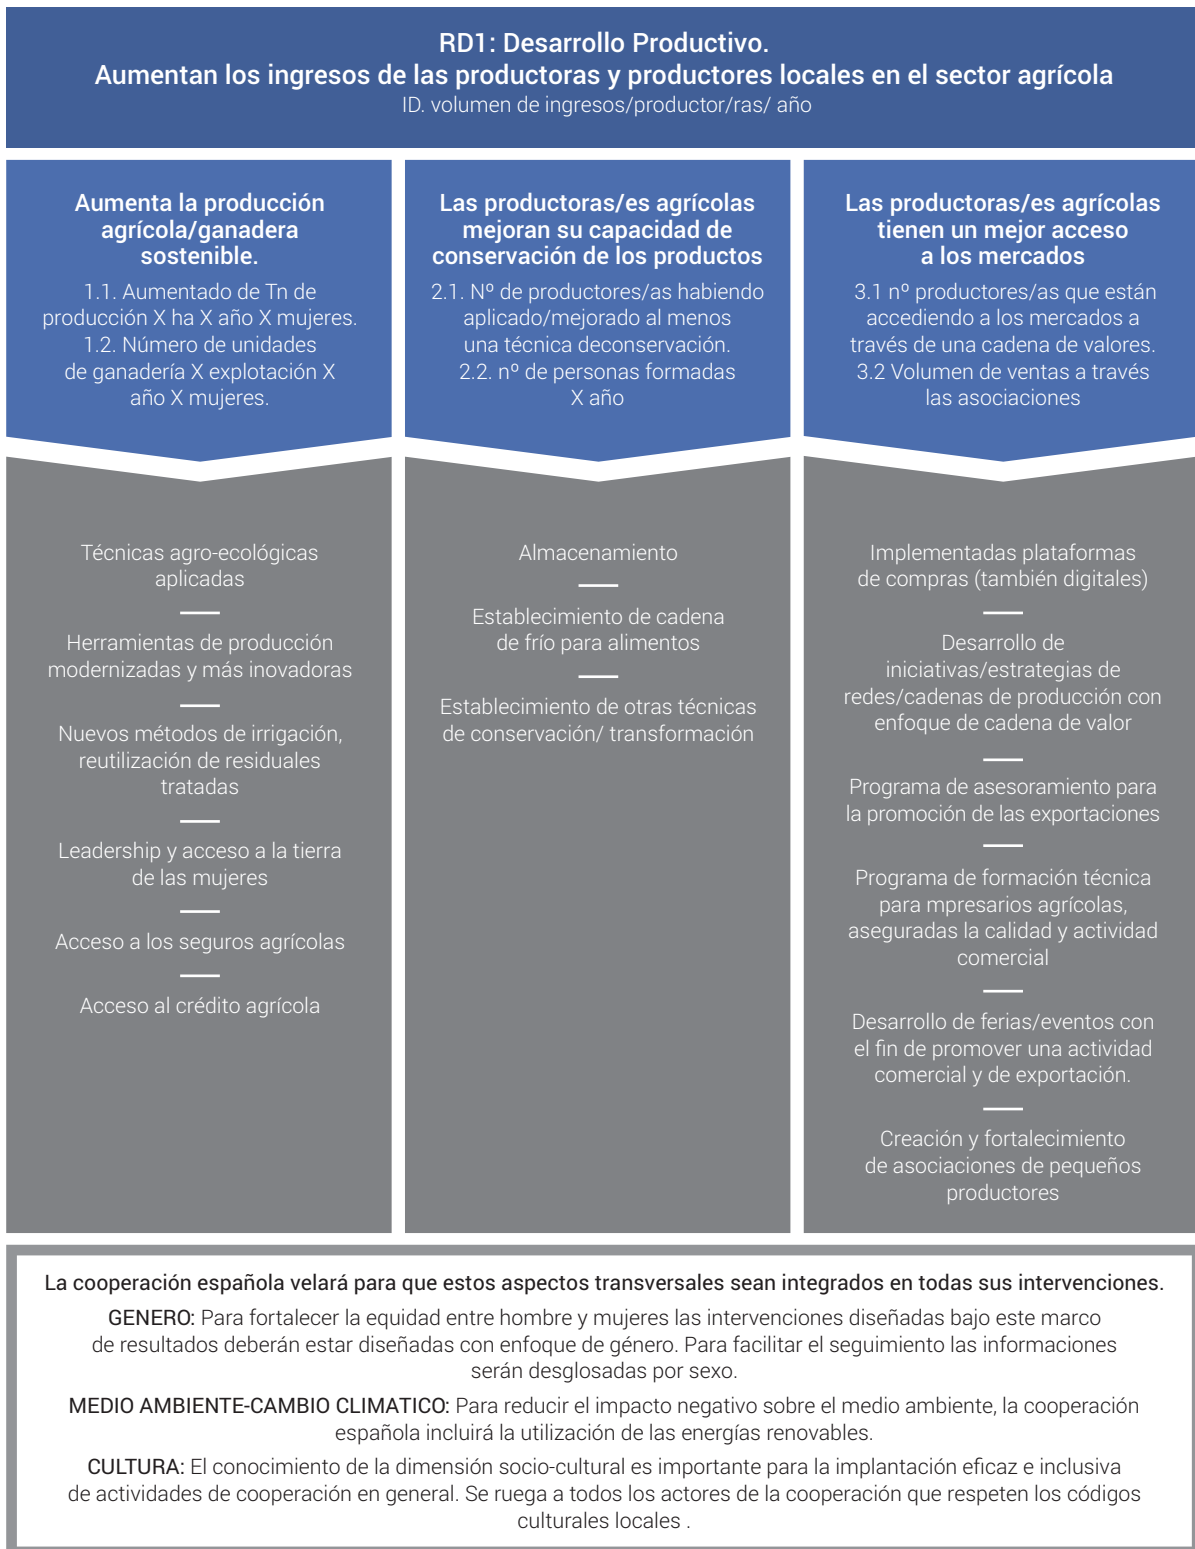 RD1: Desarrollo Productivo.
Aumentan los ingresos de las productoras y productores locales en el sector agrícola
ID. volumen de ingresos/productor/ras/ año
Aumenta la producción
agrícola/ganadera
sostenible.
1.1. Aumentado de Tn de
producción X ha X año X mujeres.
1.2. Número de unidades
de ganadería X explotación X
año X mujeres.
Técnicas agro-ecológicas
aplicadas
Herramientas de producción
modernizadas y más inovadoras
Nuevos métodos de irrigación,
reutilización de residuales
tratadas
Leadership y acceso a la tierra
de las mujeres
Acceso a los seguros agrícolas
Acceso al crédito agrícola
Las productoras/es agrícolas
mejoran su capacidad de
conservación de los productos
2.1. Nº de productores/as habiendo
aplicado/mejorado al menos
una técnica deconservación.
2.2. nº de personas formadas
X año
Almacenamiento
Establecimiento de cadena
de frío para alimentos
Establecimiento de otras técnicas
de conservación/ transformación
Las productoras/es agrícolas
tienen un mejor acceso
a los mercados
3.1 nº productores/as que están
accediendo a los mercados a
través de una cadena de valores.
3.2 Volumen de ventas a través
las asociaciones
Implementadas plataformas
de compras (también digitales)
Desarrollo de
iniciativas/estrategias de
redes/cadenas de producción con
enfoque de cadena de valor
Programa de asesoramiento para
la promoción de las exportaciones
Programa de formación técnica
para mpresarios agrícolas,
aseguradas la calidad y actividad
comercial
Desarrollo de ferias/eventos con
el fin de promover una actividad
comercial y de exportación.
Creación y fortalecimiento
de asociaciones de pequeños
productores
La cooperación española velará para que estos aspectos transversales sean integrados en todas sus intervenciones.
GENERO: Para fortalecer la equidad entre hombre y mujeres las intervenciones diseñadas bajo este marco
de resultados deberán estar diseñadas con enfoque de género. Para facilitar el seguimiento las informaciones
serán desglosadas por sexo.
MEDIO AMBIENTE-CAMBIO CLIMATICO: Para reducir el impacto negativo sobre el medio ambiente, la cooperación
española incluirá la utilización de las energías renovables.
CULTURA: El conocimiento de la dimensión socio-cultural es importante para la implantación eficaz e inclusiva
de actividades de cooperación en general. Se ruega a todos los actores de la cooperación que respeten los códigos
culturales locales .